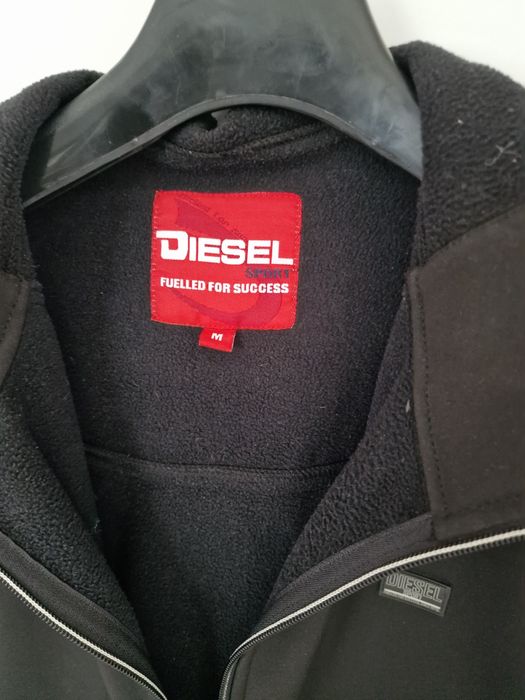 DIESEL
SPORT
FUELLED FOR SUCCESS
M
DIESEL